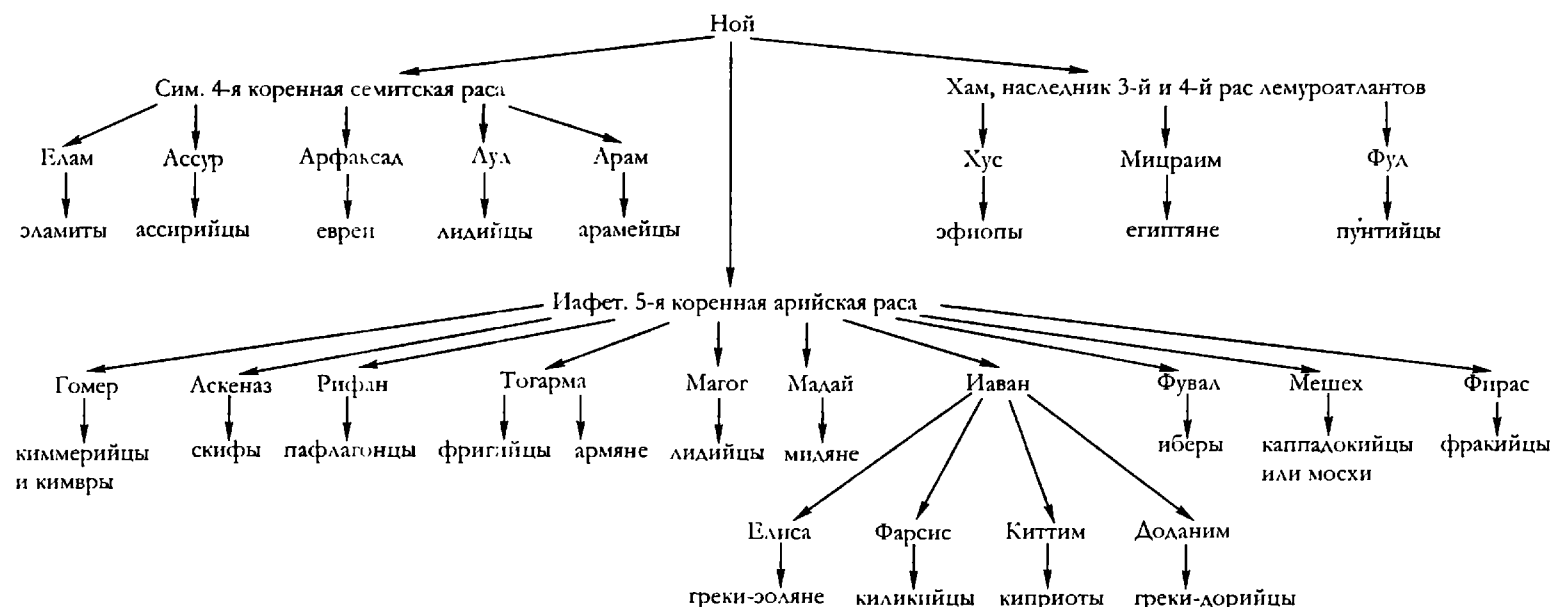 Ной
Сим. 4-я коренная семитская раса
Хам, наследник 3-й и 4-й рас лемуроатлантов
Елам Ассур Арфаксад Луд Арам
Хус Мицраим Фуд
эламиты ассирийцы евреи лидийцы арамейцы
эфиопы египтяне пунтийцы
Иафет. 5-я коренная арийская раса
Гомер Аскеназ Рифан Тогарма Магог Мадай Иаван Фувал Мешех Фирас
киммерийцы и кимвры
скифы пафлагонцы фригийцы армяне лидийцы мидяне иберы
каппадокийцы или мосхи
фракийцы
Елиса Фарсис Киттим Доданим
греки-эоляне киликийцы киприоты греки-дорийцы